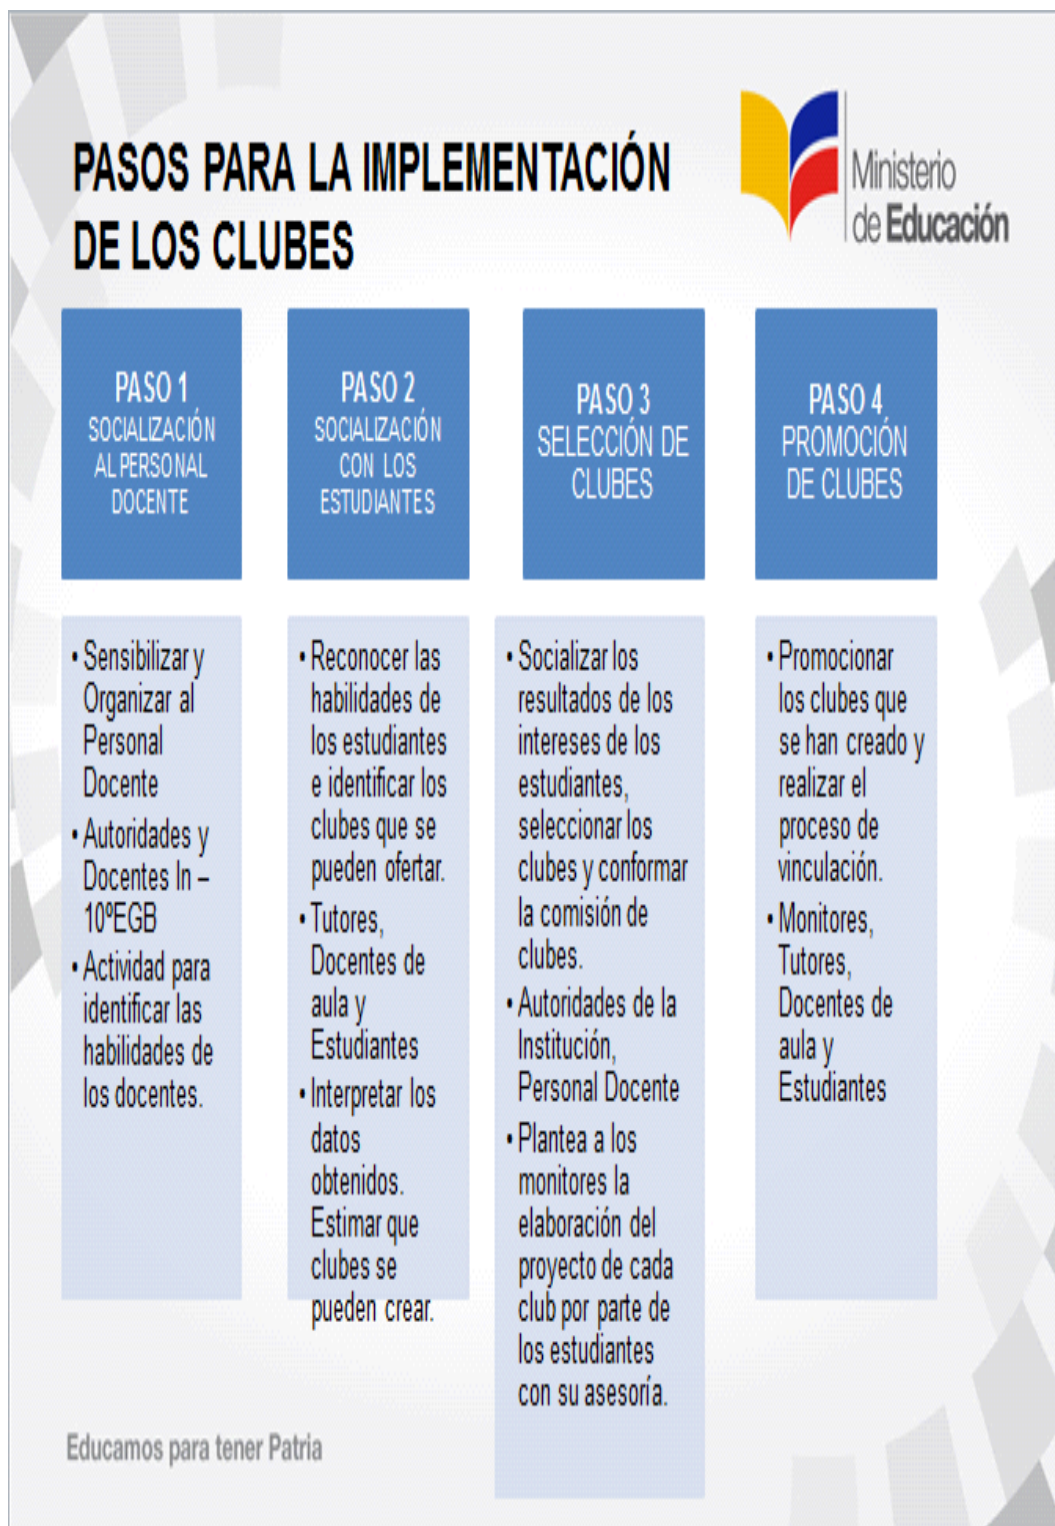 PASOS PARA LA IMPLEMENTACIÓN
DE LOS CLUBES
Ministerio
de Educación
PASO 1
SOCIALIZACIÓN
AL PERSONAL
DOCENTE
• Sensibilizar y
Organizar al
Personal
Docente
• Autoridades y
Docentes In –
10ºEGB
• Actividad para
identificar las
habilidades de
los docentes.
PASO 2
SOCIALIZACIÓN
CON LOS
ESTUDIANTES
• Reconocer las
habilidades de
los estudiantes
e identificar los
clubes que se
pueden ofertar.
• Tutores,
Docentes de
aula y
Estudiantes
• Interpretar los
datos
obtenidos.
Estimar que
clubes se
pueden crear.
PASO 3
SELECCIÓN DE
CLUBES
• Socializar los
resultados de los
intereses de los
estudiantes,
seleccionar los
clubes y conformar
la comisión de
clubes.
• Autoridades de la
Institución,
Personal Docente
• Plantea a los
monitores la
elaboración del
proyecto de cada
club por parte de
los estudiantes
con su asesoría.
PASO 4
PROMOCIÓN
DE CLUBES
• Promocionar
los clubes que
se han creado y
realizar el
proceso de
vinculación.
• Monitores,
Tutores,
Docentes de
aula y
Estudiantes
Educamos para tener Patria